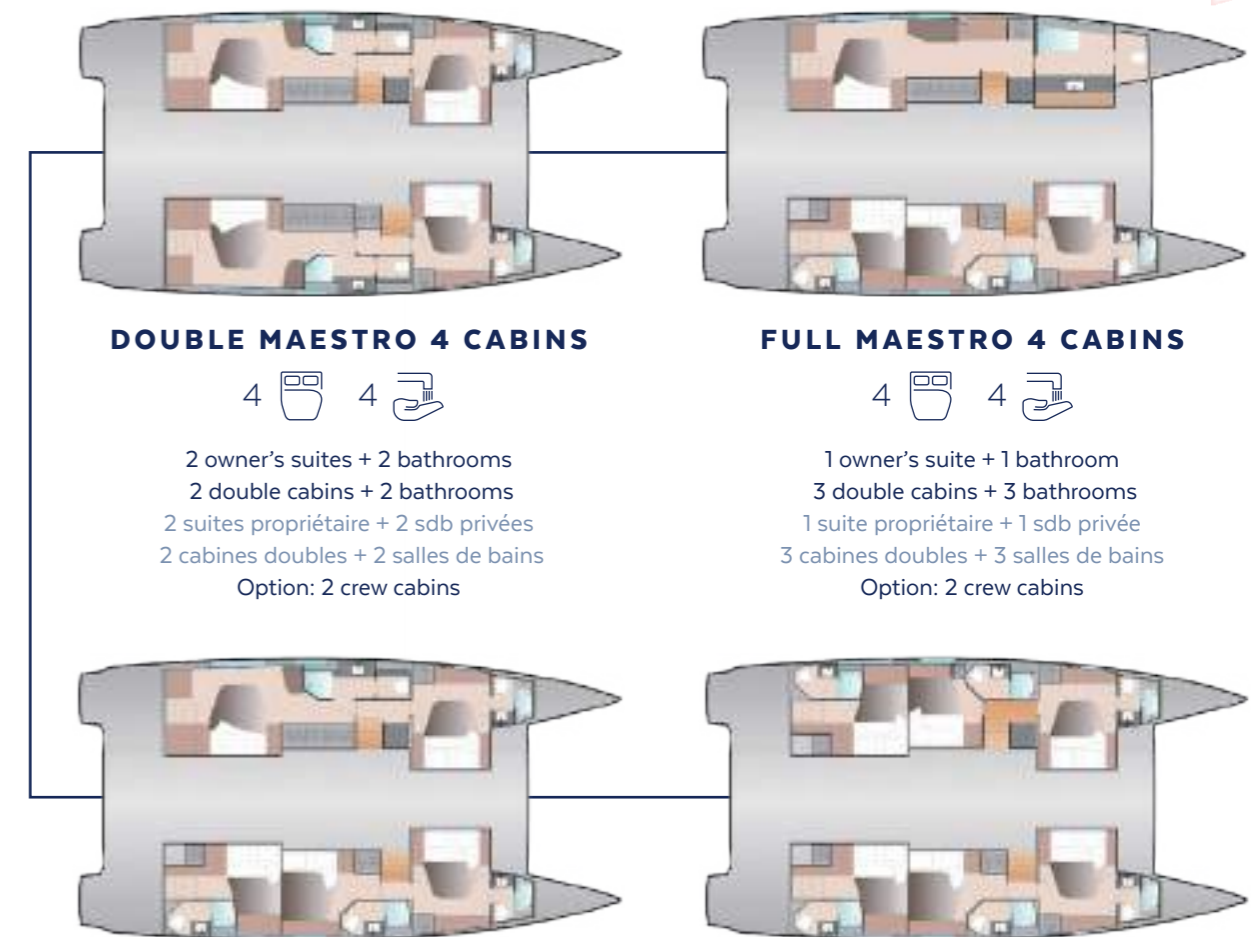 DOUBLE MAESTRO 4 CABINS
4 4
2 owner's suites + 2 bathrooms
2 double cabins + 2 bathrooms
2 suites propriétaire + 2 sdb privées
2 cabines doubles + 2 salles de bains
Option: 2 crew cabins
FULL MAESTRO 4 CABINS
4 4
1 owner's suite + 1 bathroom
3 double cabins + 3 bathrooms
1 suite propriétaire + 1 sdb privée
3 cabines doubles + 3 salles de bains
Option: 2 crew cabins